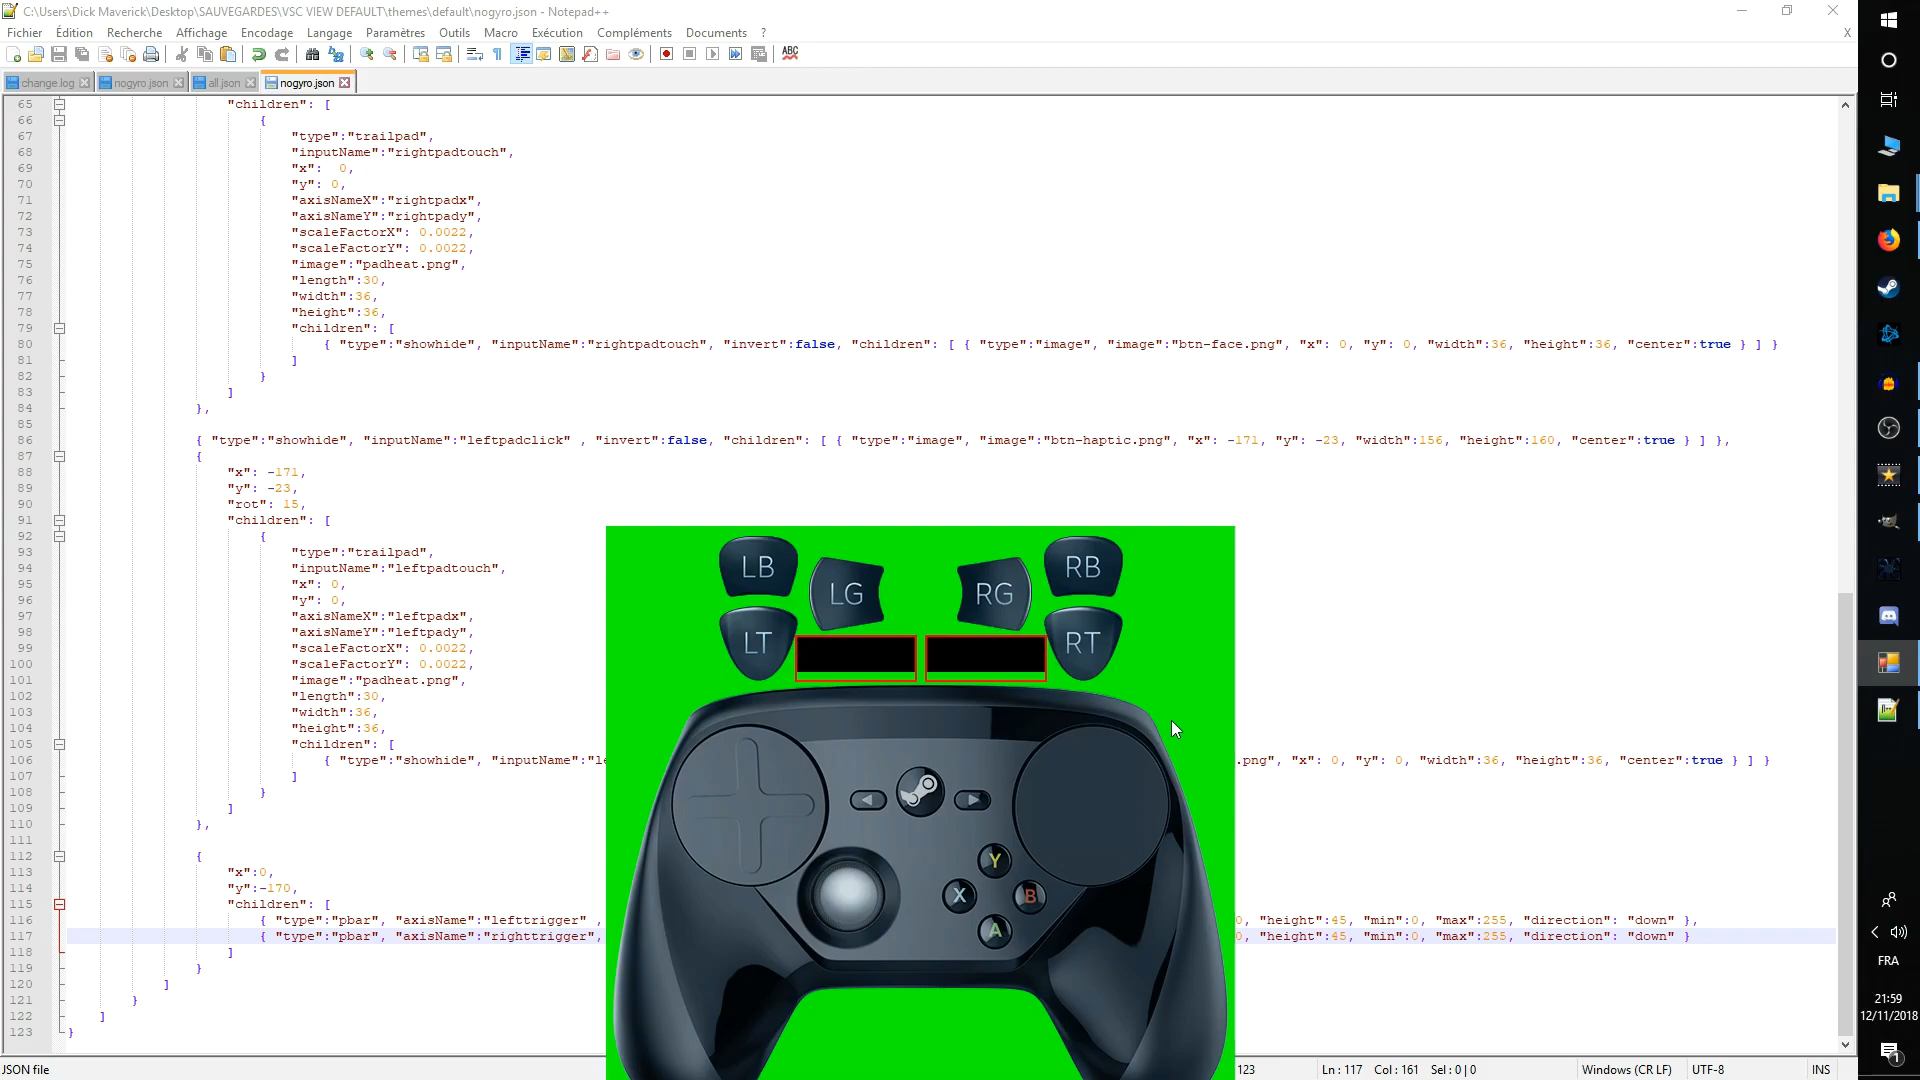 C:\Users\Dick Maverick\Desktop\SAUVEGARDES\VSC VIEW DEFAULT\themes\default\nogyro.json - Notepad++
Fichier Édition Recherche Affichage Encodage Langage Paramètres Outils Macro Exécution Compléments Documents ? X
ABC
change.log nogyro.json all.json nogyro.json
65 "children": [
66 {
67 "type":"trailpad",
68 "inputName":"rightpadtouch",
69 "x": 0,
70 "y": 0,
71 "axisNameX":"rightpadx",
72 "axisNameY":"rightpady",
73 "scaleFactorX": 0.0022,
74 "scaleFactorY": 0.0022,
75 "image":"padheat.png",
76 "length":30,
77 "width":36,
78 "height":36,
79 "children": [
80 { "type":"showhide", "inputName":"rightpadtouch", "invert":false, "children": [ { "type":"image", "image":"btn-face.png", "x": 0, "y": 0, "width":36, "height":36, "center":true } ] }
81 ]
82 }
83 ]
84 },
85
86 { "type":"showhide", "inputName":"leftpadclick" , "invert":false, "children": [ { "type":"image", "image":"btn-haptic.png", "x": -171, "y": -23, "width":156, "height":160, "center":true } ] },
87 {
88 "x": -171,
89 "y": -23,
90 "rot": 15,
91 "children": [
92 {
93 "type":"trailpad",
94 "inputName":"leftpadtouch",
95 "x": 0,
96 "y": 0,
97 "axisNameX":"leftpadx",
98 "axisNameY":"leftpady",
99 "scaleFactorX": 0.0022,
100 "scaleFactorY": 0.0022,
101 "image":"padheat.png",
102 "length":30,
103 "width":36,
104 "height":36,
105 "children": [
106 { "type":"showhide", "inputName":"le .png", "x": 0, "y": 0, "width":36, "height":36, "center":true } ] }
107 ]
108 }
109 ]
110 },
111
112 {
113 "x":0,
114 "y":-170,
115 "children": [
116 { "type":"pbar", "axisName":"lefttrigger" , 0, "height":45, "min":0, "max":255, "direction": "down" },
117 { "type":"pbar", "axisName":"righttrigger", 0, "height":45, "min":0, "max":255, "direction": "down" }
118 ]
119 }
120 ]
121 }
122 ]
123 }
LB RB
LG RG
LT RT
Y
X B
A
FRA
21:59
12/11/2018
1
JSON file 123 Ln : 117 Col : 161 Sel : 0 | 0 Windows (CR LF) UTF-8 INS